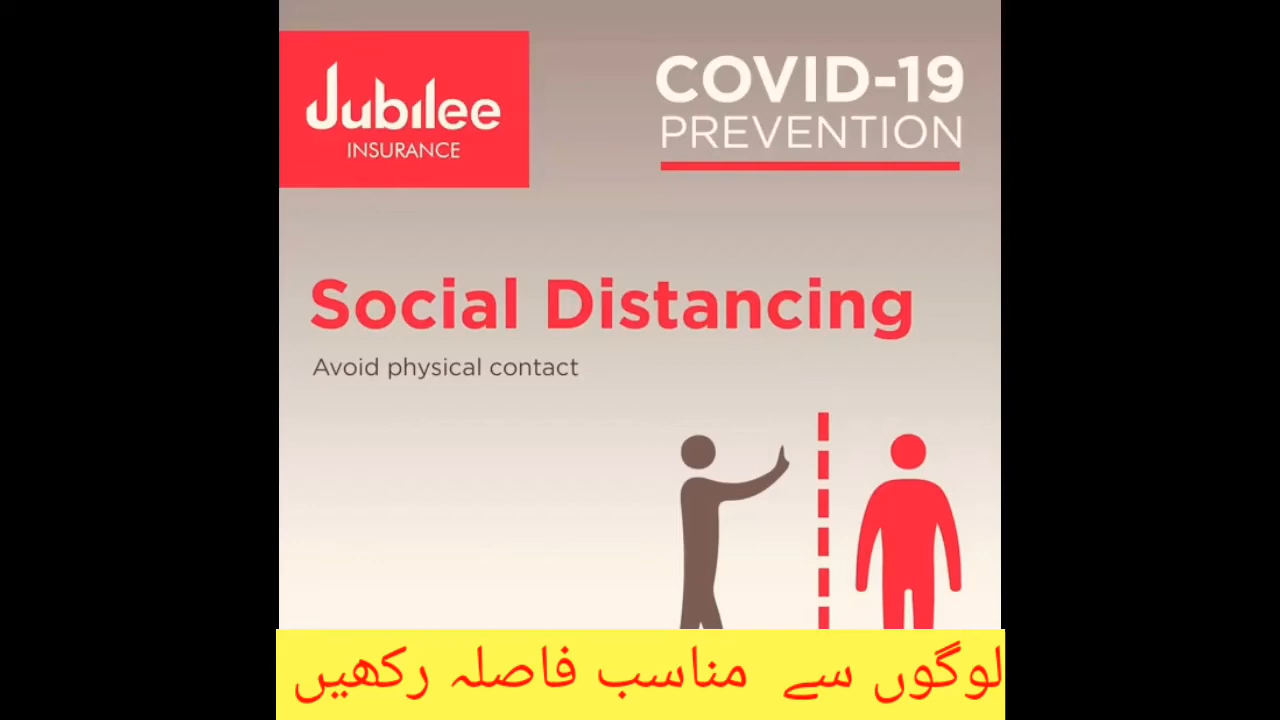 Jubilee
INSURANCE
COVID-19
PREVENTION
Social Distancing
Avoid physical contact
لوگوں سے مناسب فاصلہ رکھیں